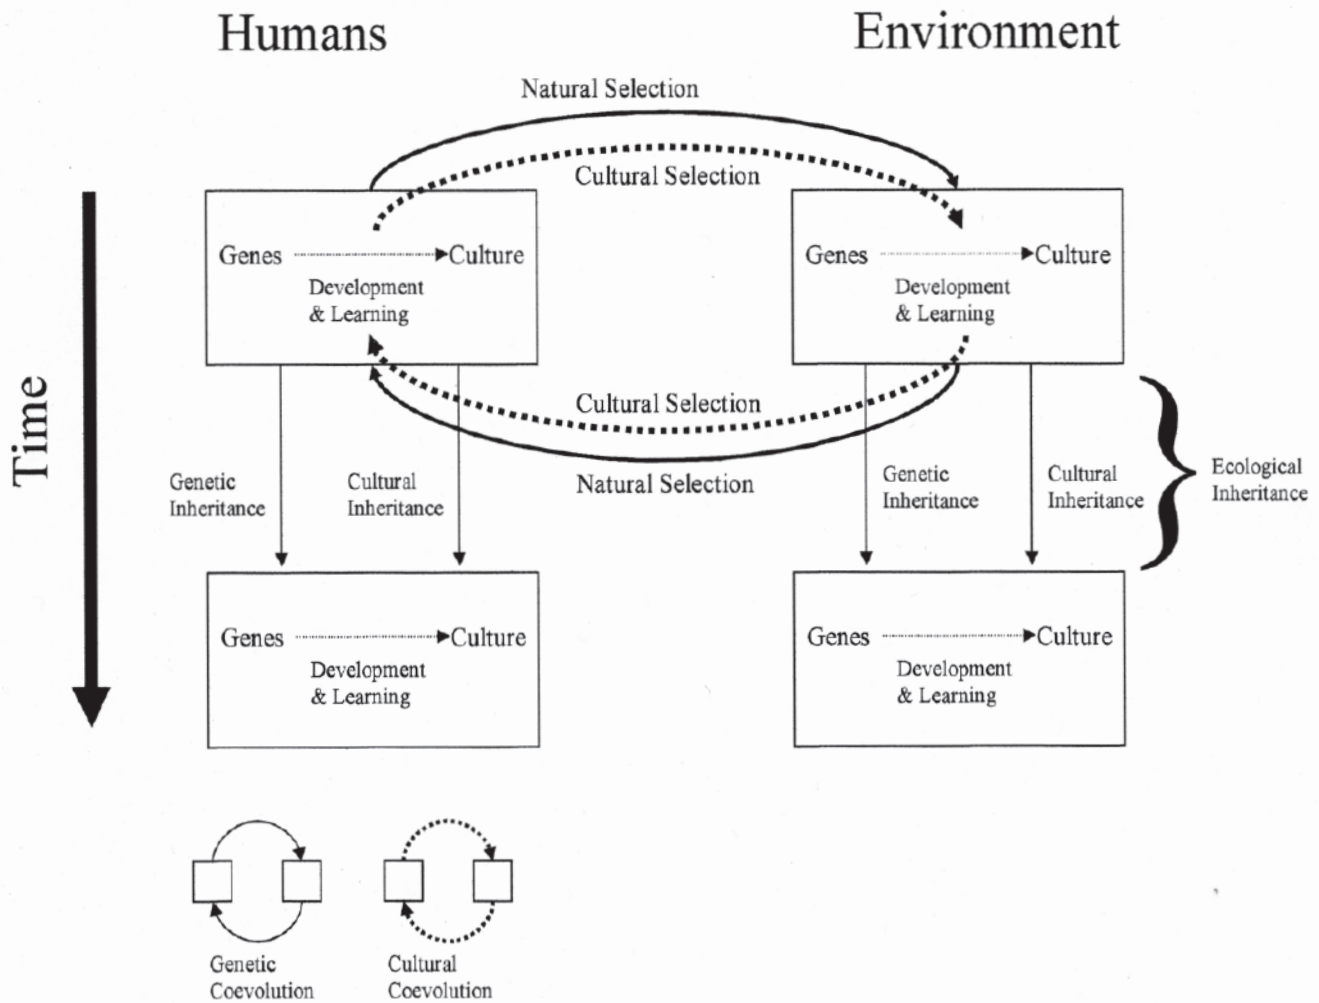 Humans
Environment
Natural Selection
Cultural Selection
Genes
Culture
Development
& Learning
Genes
Culture
Development
& Learning
Time
Cultural Selection
Natural Selection
Genetic
Inheritance
Cultural
Inheritance
Genetic
Inheritance
Cultural
Inheritance
Ecological
Inheritance
Genes
Culture
Development
& Learning
Genes
Culture
Development
& Learning
Genetic
Coevolution
Cultural
Coevolution